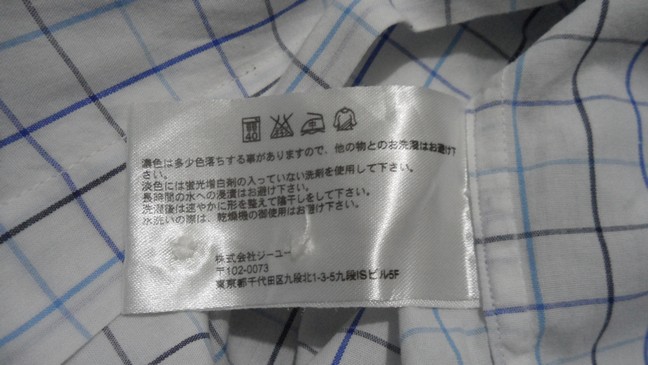 弱 40
中
濃色は多少色落ちする事がありますので、他の物とのお洗濯はお避け下
さい。
淡色には蛍光増白剤の入っていない洗剤を使用して下さい。
長時間の水への浸漬はお避け下さい。
洗濯後は速やかに形を整えて陰干しをして下さい。
水洗いの際は、乾燥機の御使用はお避け下さい。
株式会社ジーユー
〒102-0073
東京都千代田区九段北1-3-5九段ISビル5F